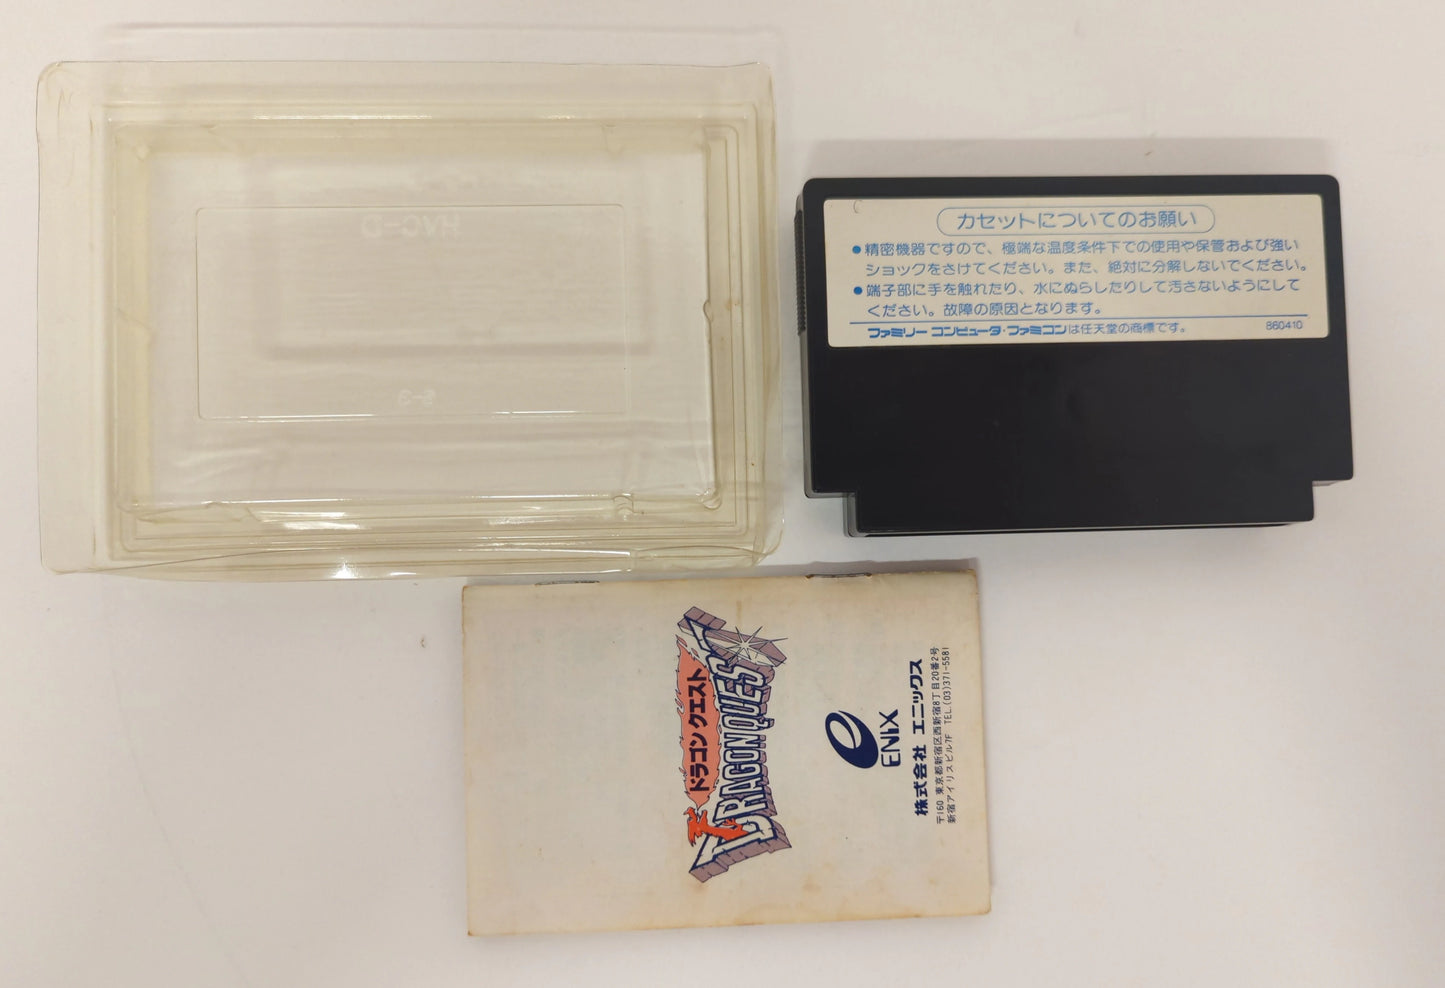 HVC-D
S-3
カセットについてのお願い
●精密機器ですので、極端な温度条件下での使用や保管および強い
ショックをさけてください。また、絶対に分解しないでください。
●端子部に手を触れたり、水にぬらしたりして汚さないようにして
ください。故障の原因となります。
ファミリーコンピュータ・ファミコンは任天堂の商標です。
860410
ドラゴンクエスト
DRAGON QUEST
e
ENIX
株式会社 エニックス
〒160 東京都新宿区西新宿8丁目20番2号
新宿アイリスビル7F TEL.(03)371-5581